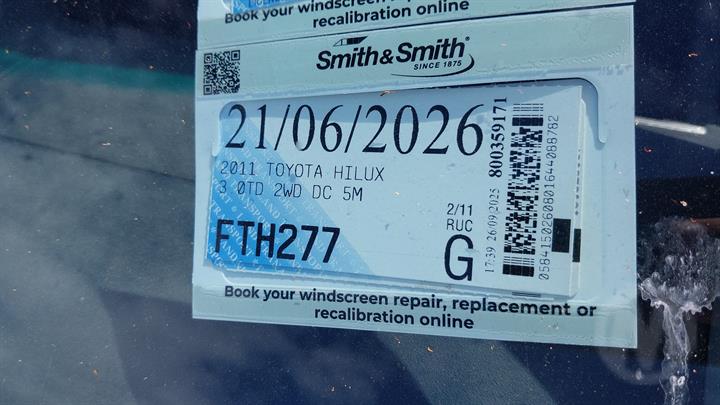 Book your windscreen repair, replacement or
recalibration online
Smith&Smith®
SINCE 1875
21/06/2026
2011 TOYOTA HILUX
3 0TD 2WD DC 5M
FTH277
2/11
RUC
G
17:39 26/09/2025 800359171
05841502608016440887​82
Book your windscreen repair, replacement or
recalibration online